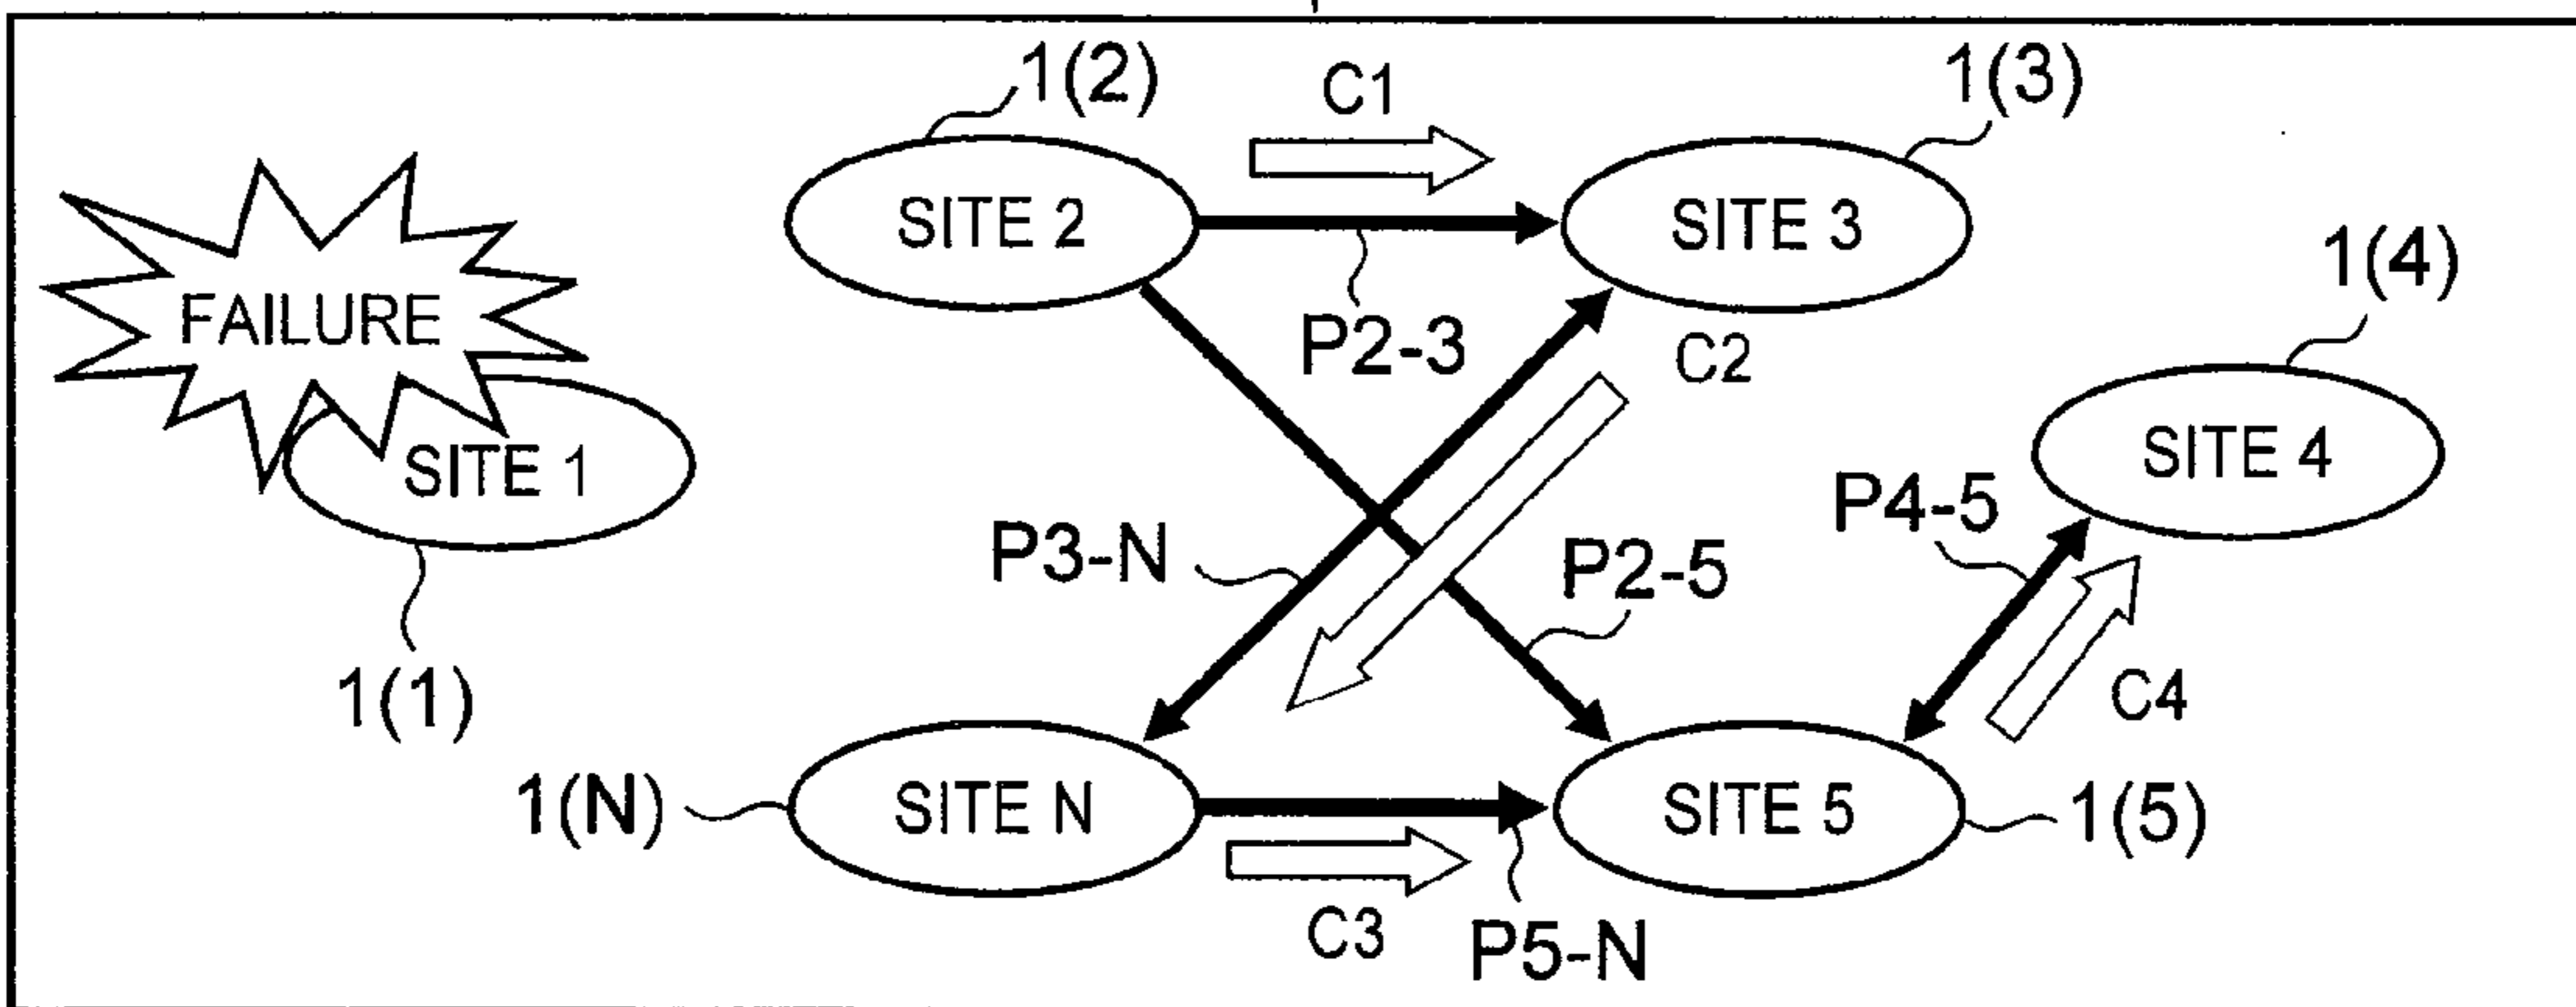 1(2)
C1
1(3)
SITE 2
SITE 3
1(4)
FAILURE
P2-3
C2
SITE 1
SITE 4
P4-5
P3-N
P2-5
1(1)
C4
1(N)
SITE N
SITE 5
1(5)
C3
P5-N